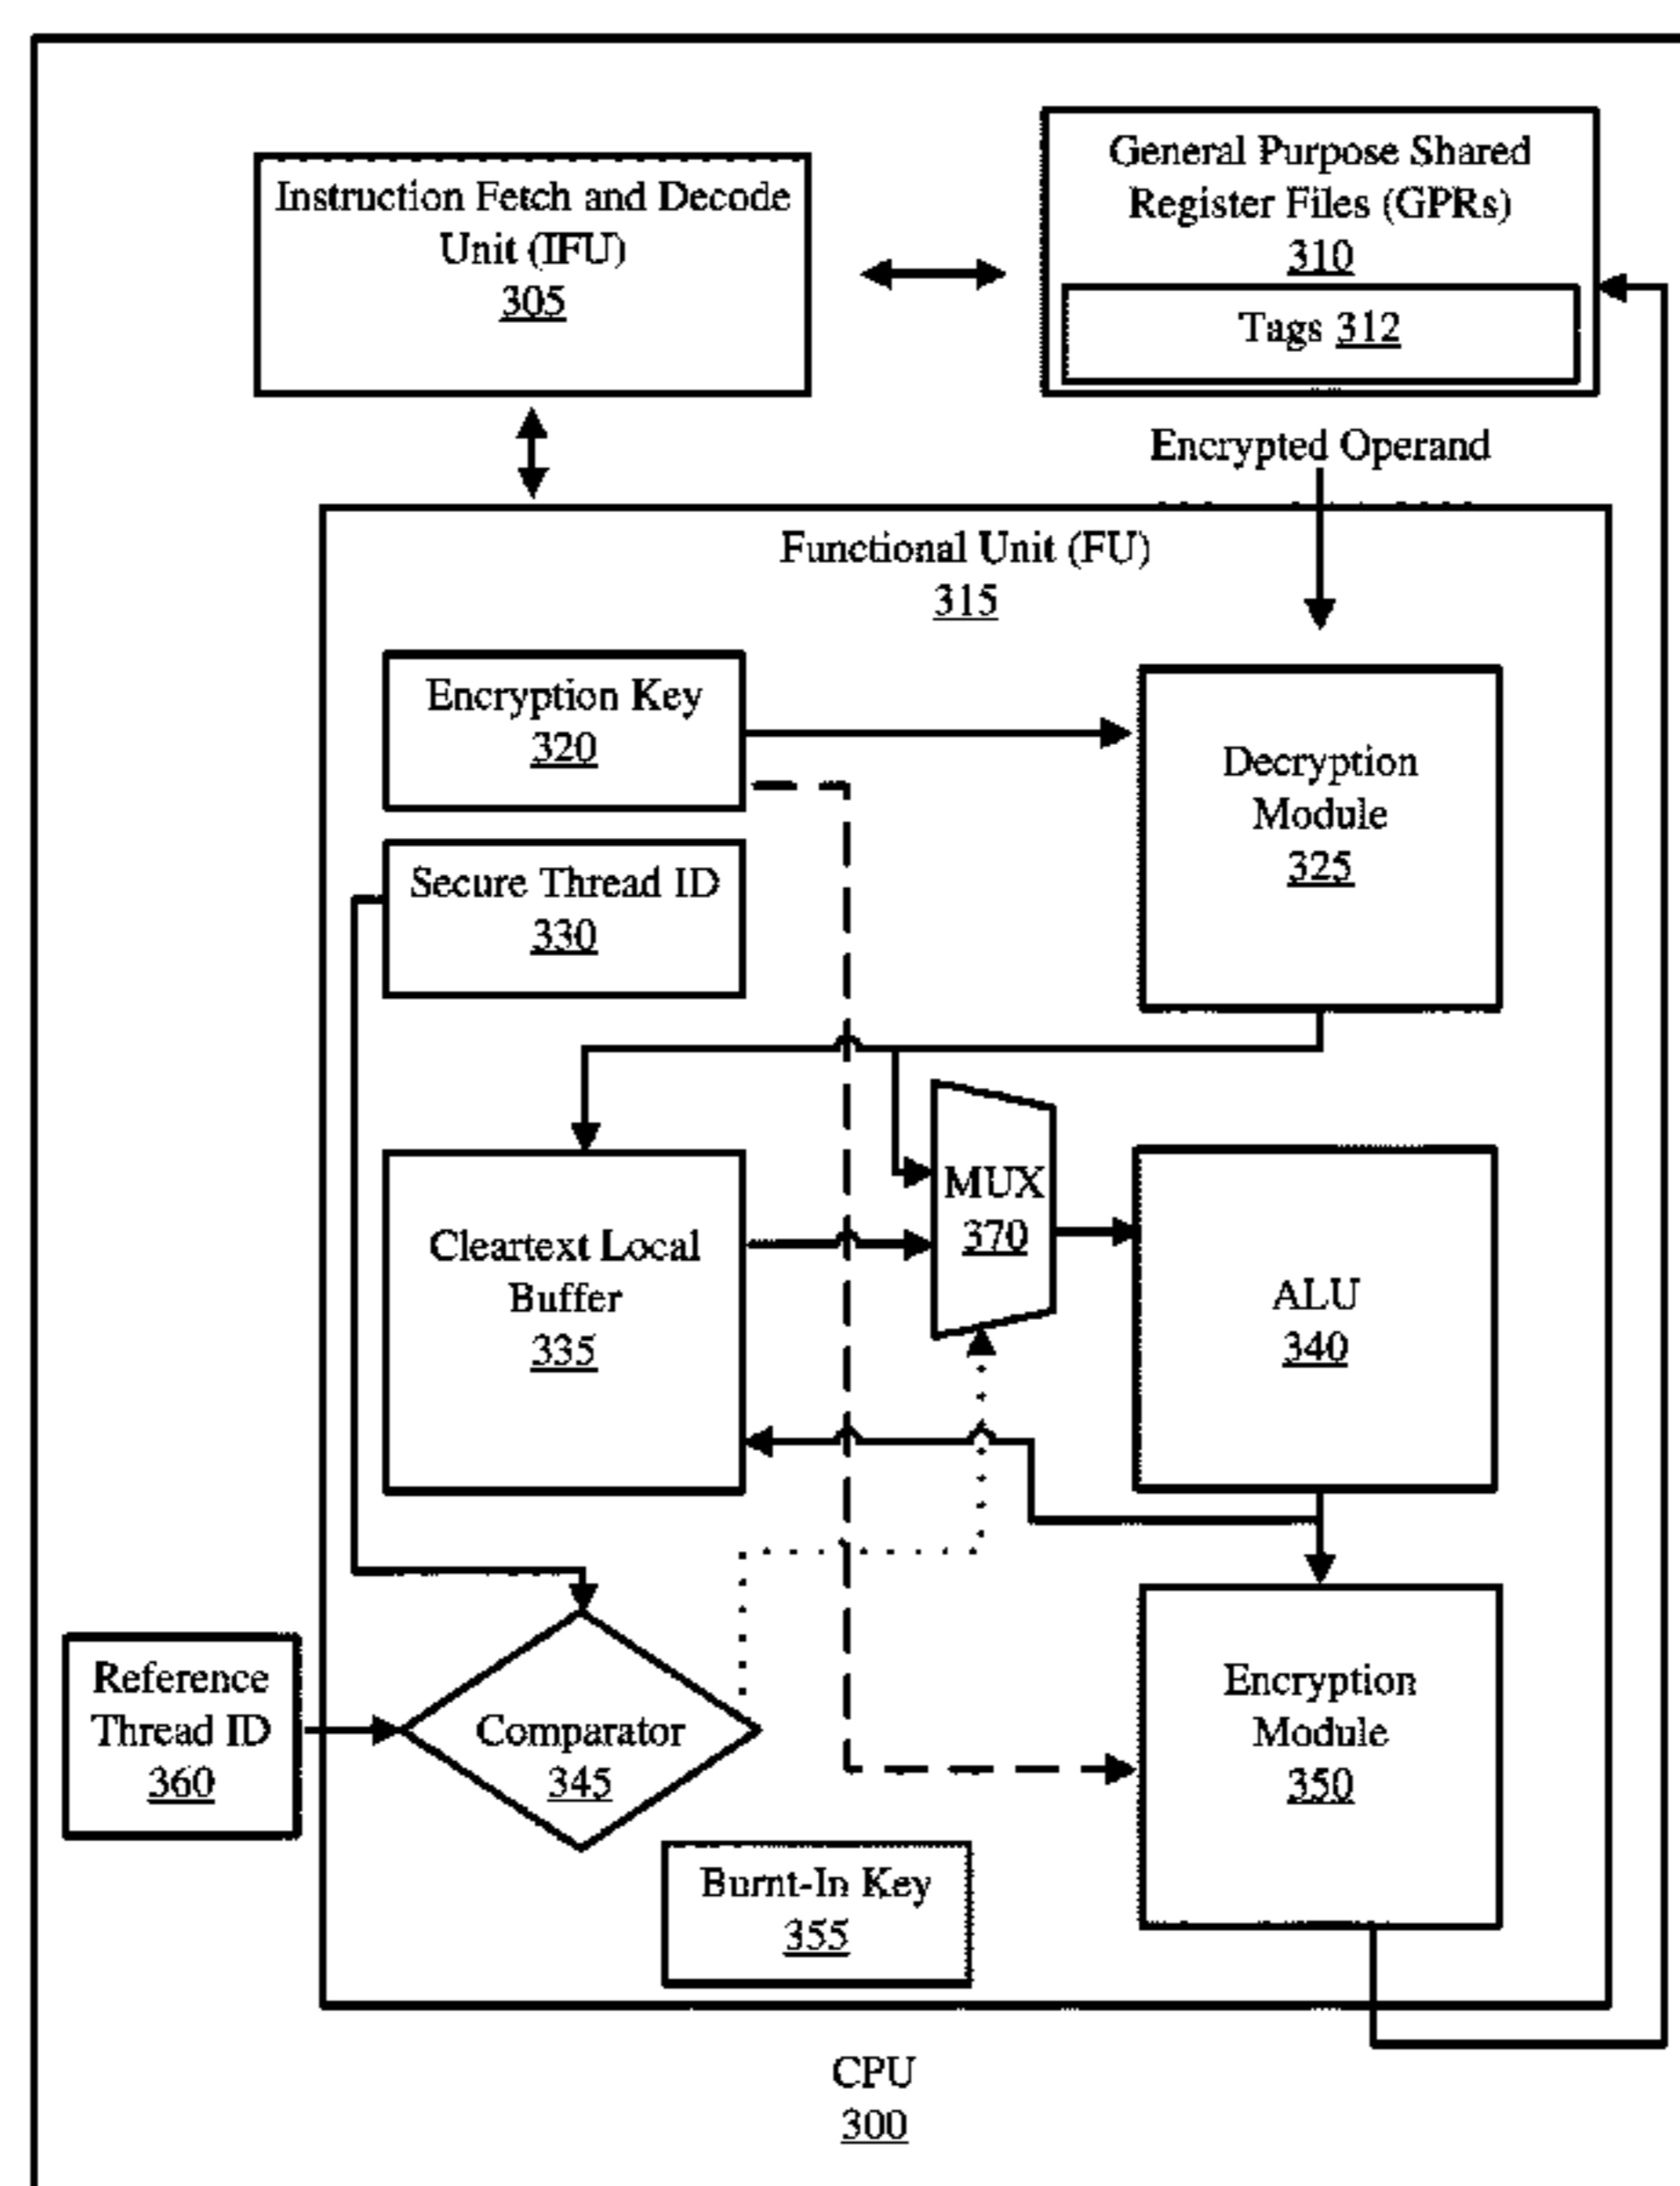 Instruction Fetch and Decode
Unit (IFU)
305
General Purpose Shared
Register Files (GPRs)
310
Tags 312
Encrypted Operand
Functional Unit (FU)
315
Encryption Key
320
Decryption
Module
325
Secure Thread ID
330
MUX
370
Cleartext Local
Buffer
335
ALU
340
Reference
Thread ID
360
Comparator
345
Encryption
Module
350
Burnt-In Key
355
CPU
300